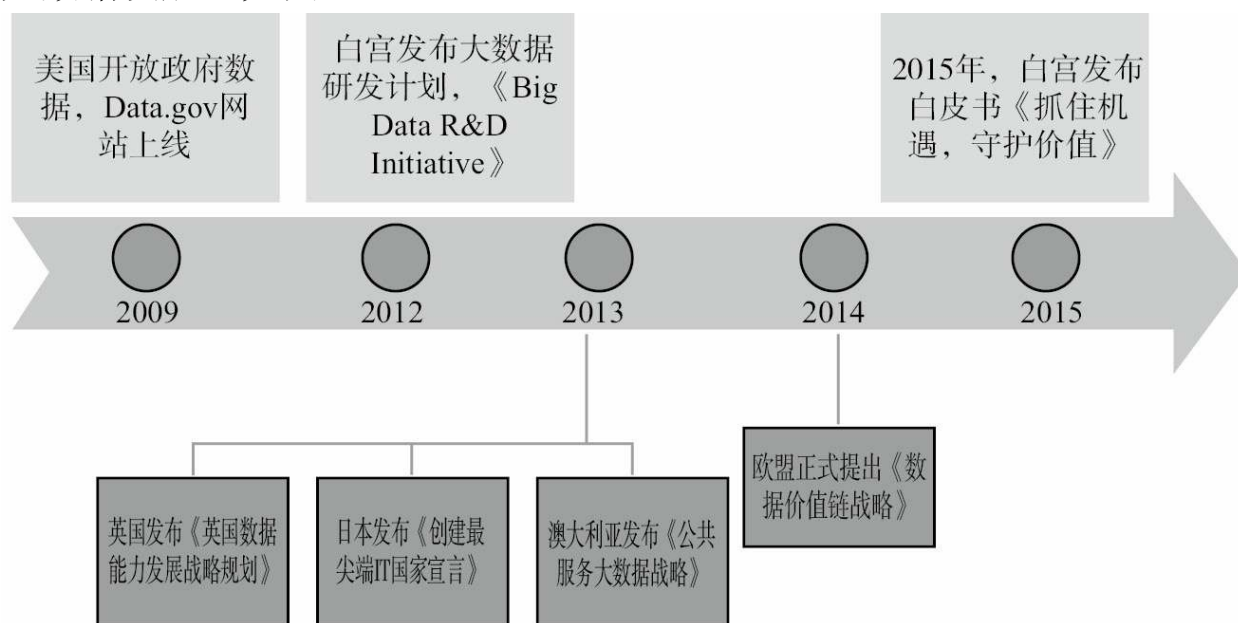 美国开放政府数
据，Data.gov网
站上线
白宫发布大数据
研发计划，《Big
Data R&D
Initiative》
2015年，白宫发布
白皮书《抓住机
遇，守护价值》
2009
2012
2013
2014
2015
英国发布《英国数据
能力发展战略规划》
日本发布《创建最
尖端IT国家宣言》
澳大利亚发布《公共
服务大数据战略》
欧盟正式提出《数
据价值链战略》